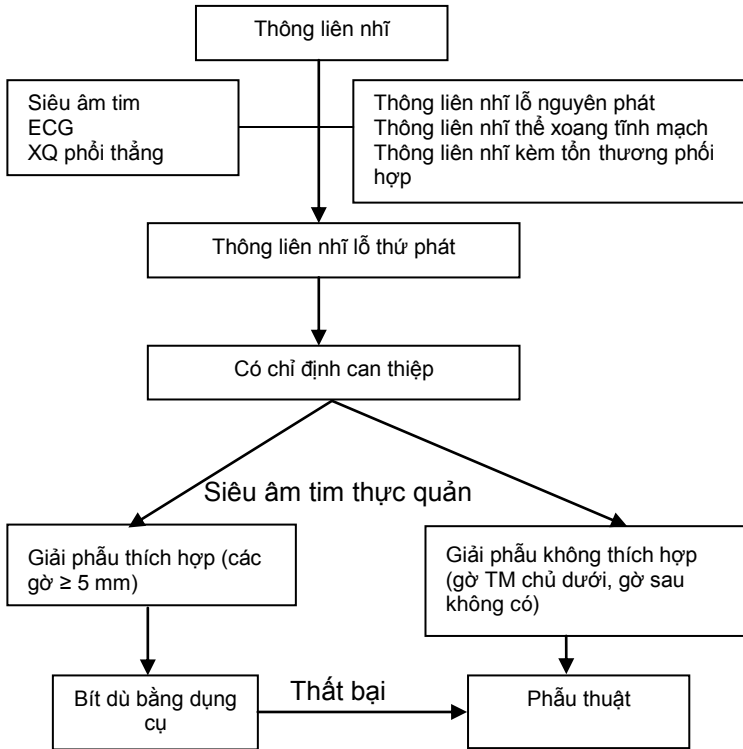 Thông liên nhĩ
Siêu âm tim
ECG
XQ phổi thẳng
Thông liên nhĩ lỗ nguyên phát
Thông liên nhĩ thể xoang tĩnh mạch
Thông liên nhĩ kèm tổn thương phối
hợp
Thông liên nhĩ lỗ thứ phát
Có chỉ định can thiệp
Siêu âm tim thực quản
Giải phẫu thích hợp (các
gờ ≥ 5 mm)
Giải phẫu không thích hợp
(gờ TM chủ dưới, gờ sau
không có)
Bít dù bằng dụng
cụ
Thất bại
Phẫu thuật